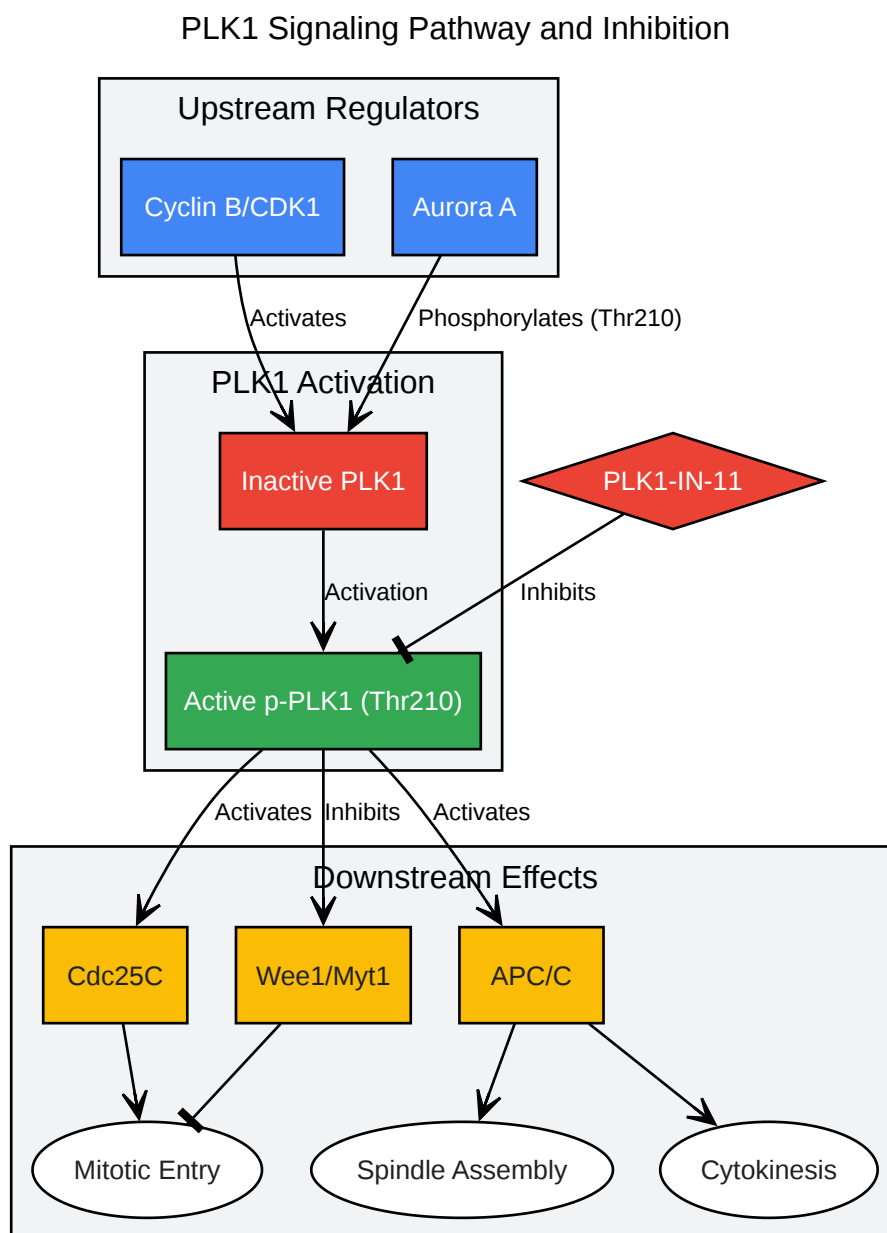 PLK1 Signaling Pathway and Inhibition
Upstream Regulators
Cyclin B/CDK1
Aurora A
Activates
Phosphorylates (Thr210)
PLK1 Activation
Inactive PLK1
PLK1-IN-11
Activation
Inhibits
Active p-PLK1 (Thr210)
Activates
Inhibits
Activates
Downstream Effects
Cdc25C
Wee1/Myt1
APC/C
Mitotic Entry
Spindle Assembly
Cytokinesis